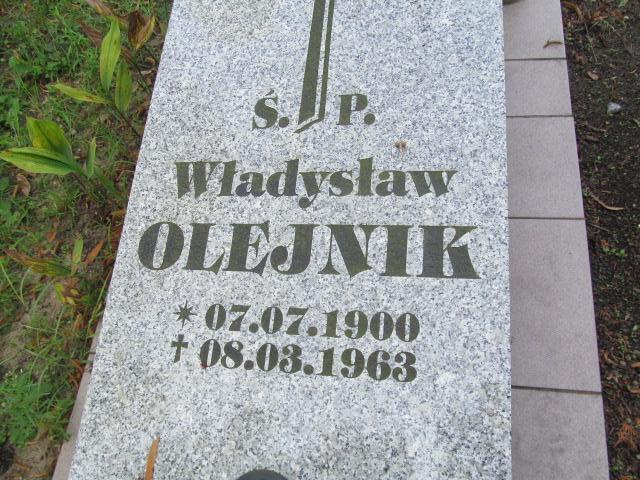 Ś. P.
Władysław
OLEJNIK
* 07.07.1900
† 08.03.1963